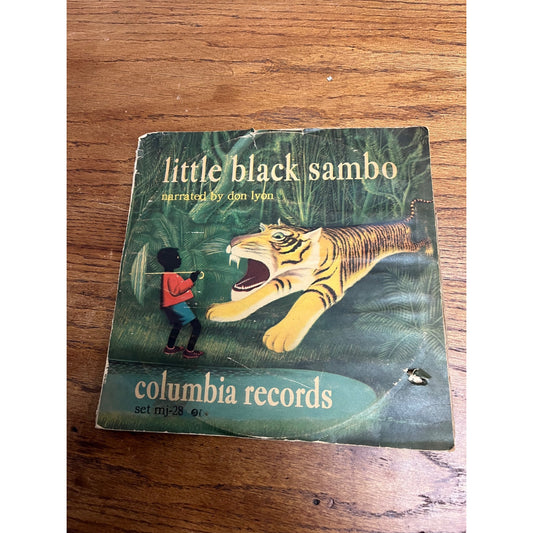 little black sambo
narrated by don lyon
columbia records
set mj-28